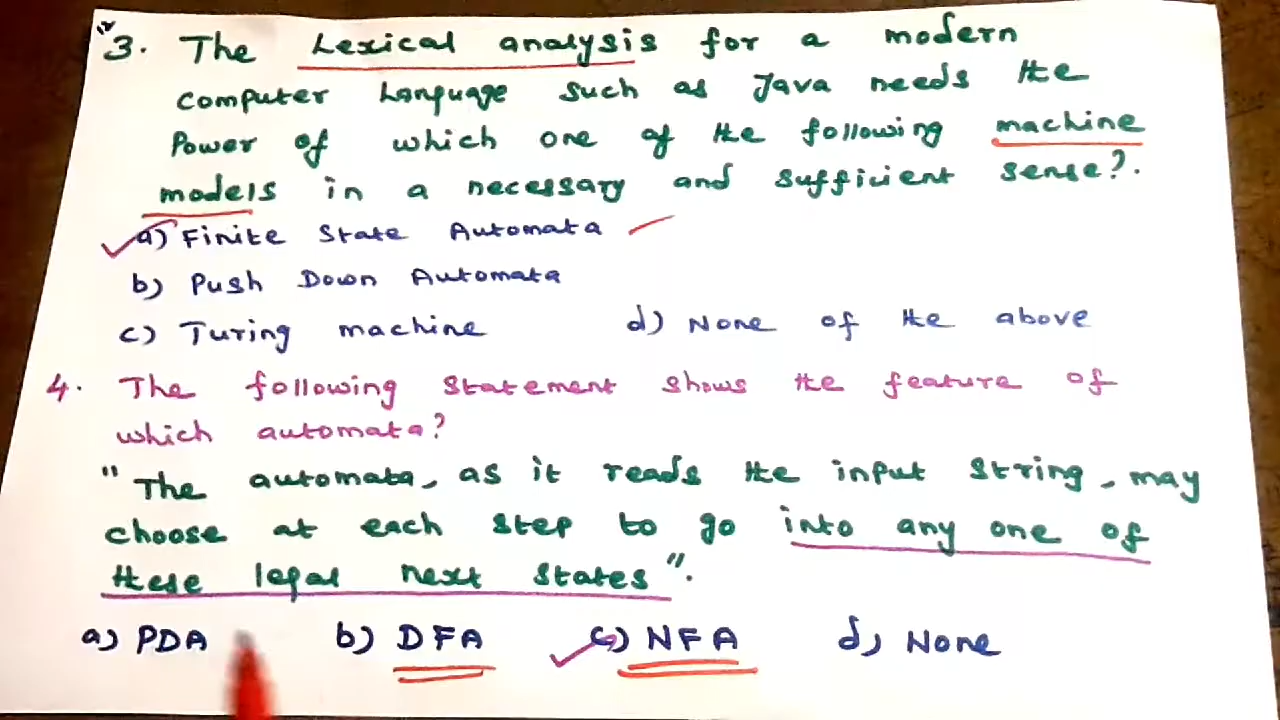 3. The Lexical analysis for a modern
computer language such as Java needs the
Power of which one of the following machine
models in a necessary and sufficient sense?.
a) Finite State Automata
b) Push Down Automata
c) Turing machine d) None of the above
4. The following statement shows the feature of
which automata?
"The automata, as it reads the input string, may
choose at each step to go into any one of
these legal next states".
a) PDA b) DFA c) NFA d) None